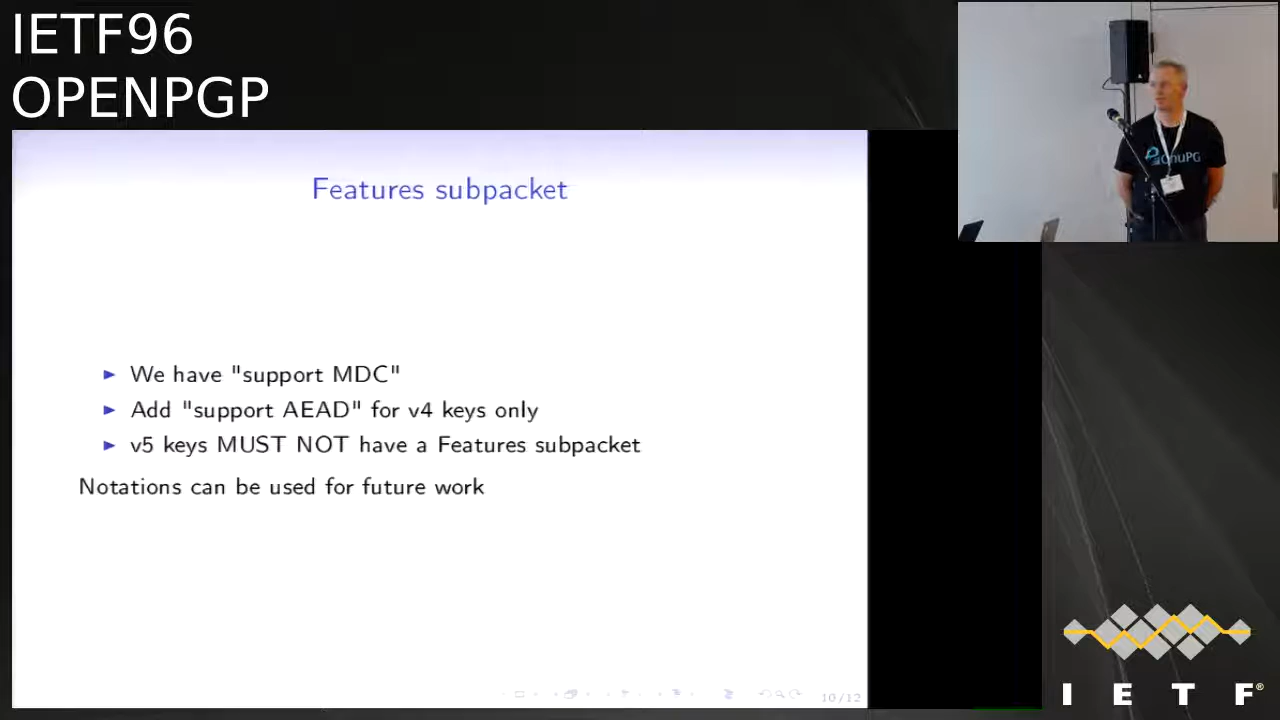 IETF96
OPENPGP
GnuPG
Features subpacket
► We have "support MDC"
► Add "support AEAD" for v4 keys only
► v5 keys MUST NOT have a Features subpacket
Notations can be used for future work
10/12
I E T F®